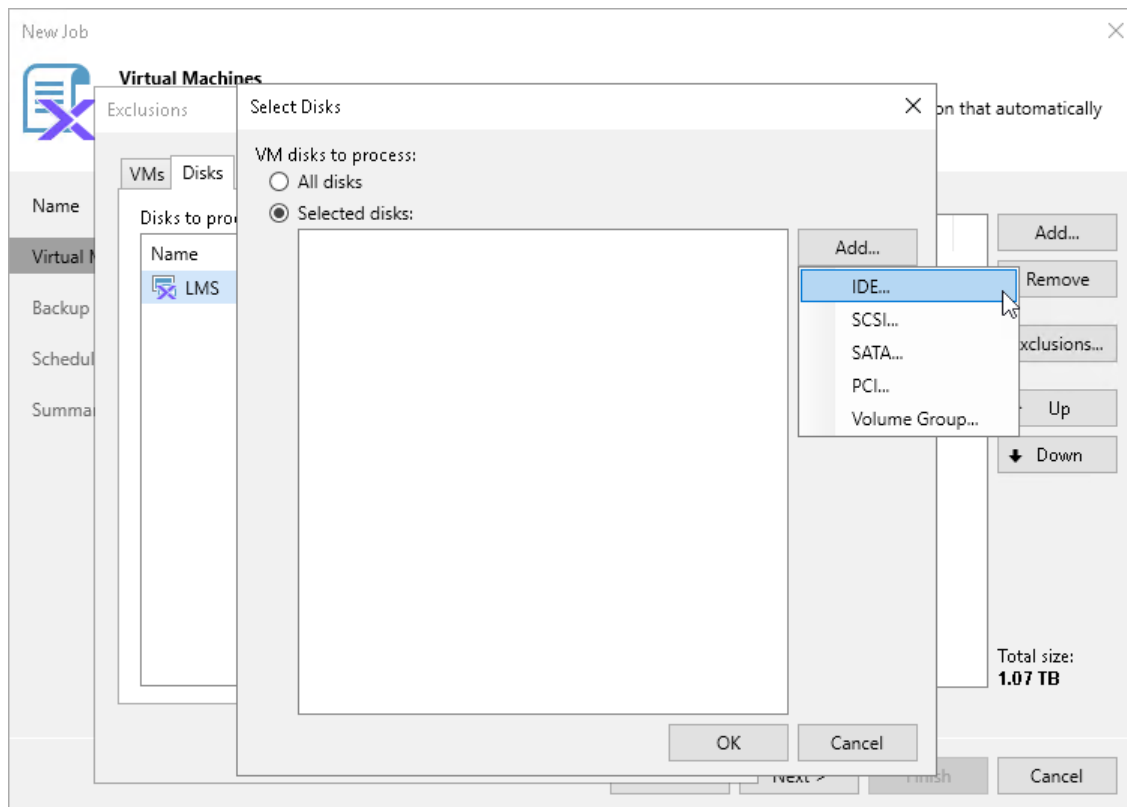 New Job
Virtual Machines
on that automatically
Exclusions
Select Disks
VM disks to process:
All disks
Selected disks:
VMs
Disks
Disks to pro
Name
LMS
Name
Virtual
Backup
Schedul
Summa
Add...
IDE...
SCSI...
SATA...
PCI...
Volume Group...
Add...
Remove
xclusions...
Up
Down
Total size:
1.07 TB
OK
Cancel
Next >
Finish
Cancel